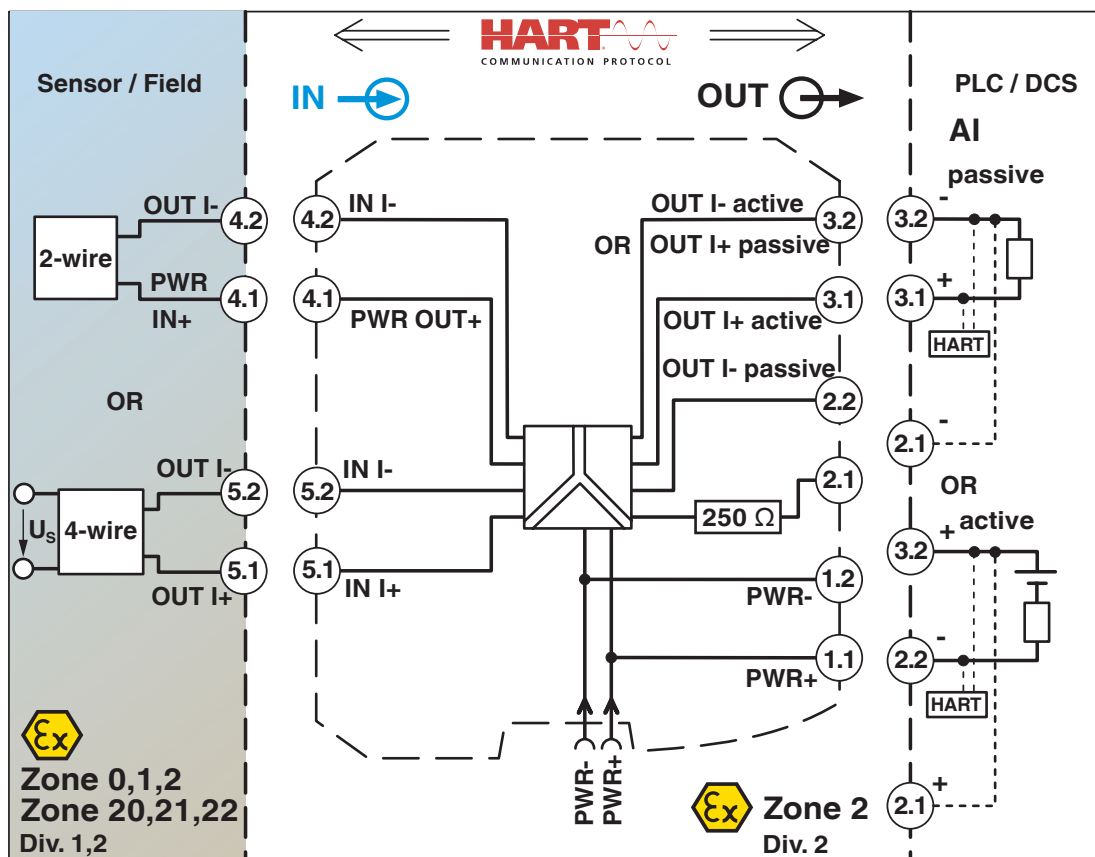 HART
COMMUNICATION PROTOCOL
Sensor / Field
IN
OUT
PLC / DCS
AI
passive
OUT I-
4.2
4.2
IN I-
OUT I- active
3.2
3.2
-
2-wire
OR
OUT I+ passive
PWR
IN+
4.1
4.1
PWR OUT+
3.1
OUT I+ active
3.1
+
HART
OUT I- passive
2.2
OR
2.1
-
OUT I-
5.2
5.2
IN I-
2.1
OR
active
US
4-wire
250 Ω
3.2
+
OUT I+
5.1
5.1
IN I+
1.2
PWR-
1.1
PWR+
2.2
-
HART
PWR-
PWR+
Ex
Zone 0,1,2
Zone 20,21,22
Div. 1,2
Ex
Zone 2
Div. 2
2.1
+